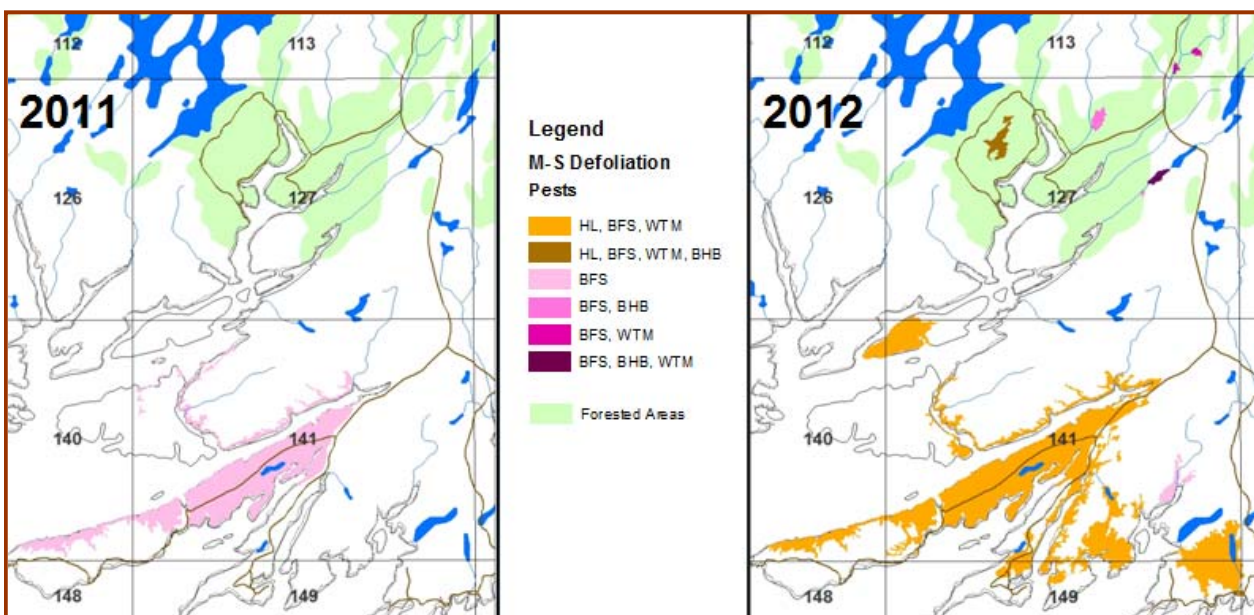 112
113
2011
126
127
140
141
148
149
Legend
M-S Defoliation
Pests
HL, BFS, WTM
HL, BFS, WTM, BHB
BFS
BFS, BHB
BFS, WTM
BFS, BHB, WTM
Forested Areas
112
113
2012
126
127
140
141
148
149